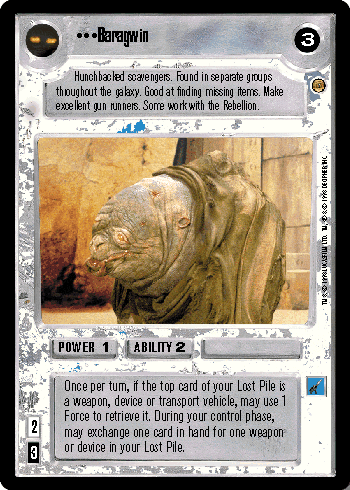 •••Baragwin
3
Hunchbacked scavengers. Found in separate groups
throughout the galaxy. Good at finding missing items. Make
excellent gun runners. Some work with the Rebellion.
POWER 1 ABILITY 2
Once per turn, if the top card of your Lost Pile is
a weapon, device or transport vehicle, may use 1
Force to retrieve it. During your control phase,
may exchange one card in hand for one weapon
or device in your Lost Pile.
2
3